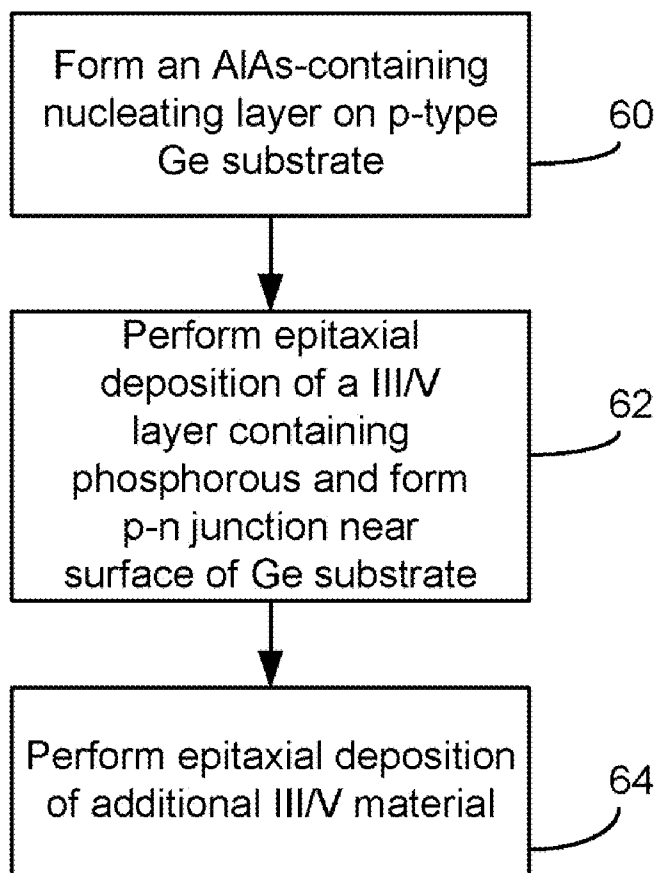 Form an AlAs-containing
nucleating layer on p-type
Ge substrate
60
Perform epitaxial
deposition of a III/V
layer containing
phosphorous and form
p-n junction near
surface of Ge substrate
62
Perform epitaxial deposition
of additional III/V material
64